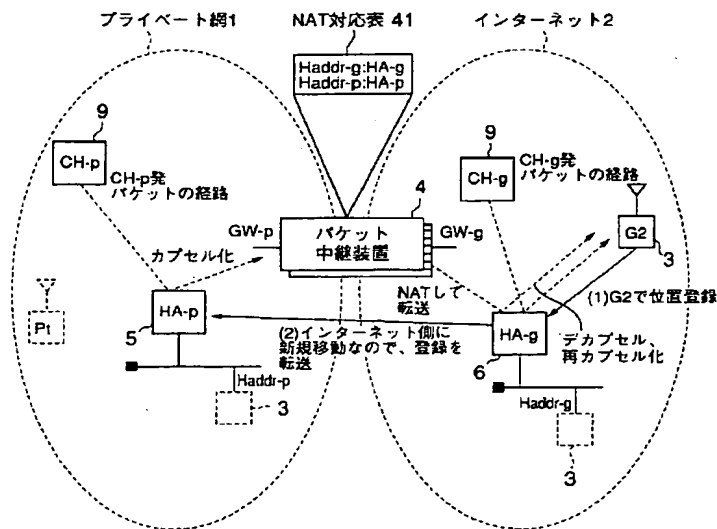 プライベート網1
NAT対応表 41
インターネット2
Haddr-g:HA-g
Haddr-p:HA-p
9
CH-p
CH-p発
パケットの経路
9
CH-g
CH-g発
パケットの経路
4
GW-p
パケット
中継装置
GW-g
G2
3
カプセル化
NATして
転送
(1)G2で位置登録
Pt
HA-p
5
(2)インターネット側に
新規移動なので、登録を
転送
HA-g
6
デカプセル、
再カプセル化
Haddr-p
3
Haddr-g
3